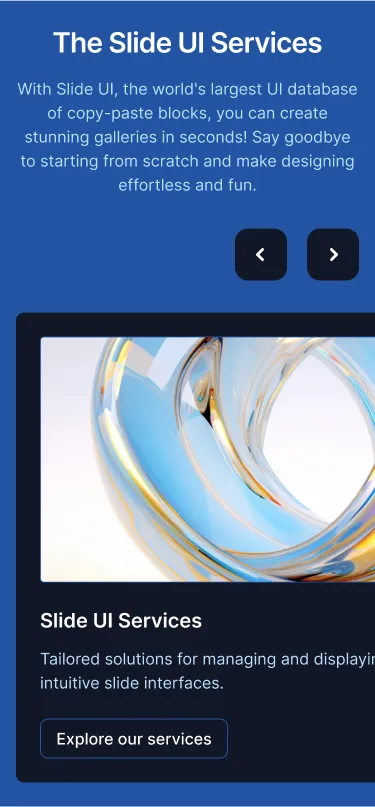 The Slide UI Services
With Slide UI, the world's largest UI database
of copy-paste blocks, you can create
stunning galleries in seconds! Say goodbye
to starting from scratch and make designing
effortless and fun.
Slide UI Services
Tailored solutions for managing and
intuitive slide interfaces.
Explore our services